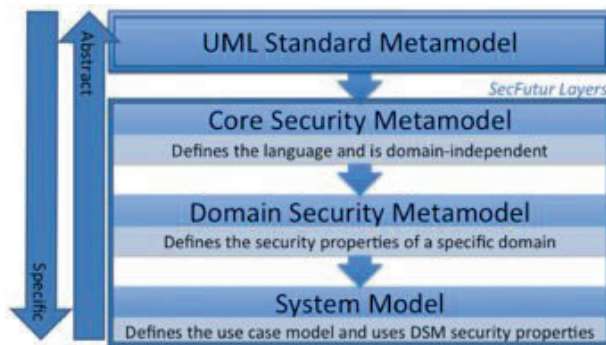 UML Standard Metamodel
SecFutur Layers
Core Security Metamodel
Defines the language and is domain-independent
Domain Security Metamodel
Defines the security properties of a specific domain
System Model
Defines the use case model and uses DSM security properties
Abstract
Specific